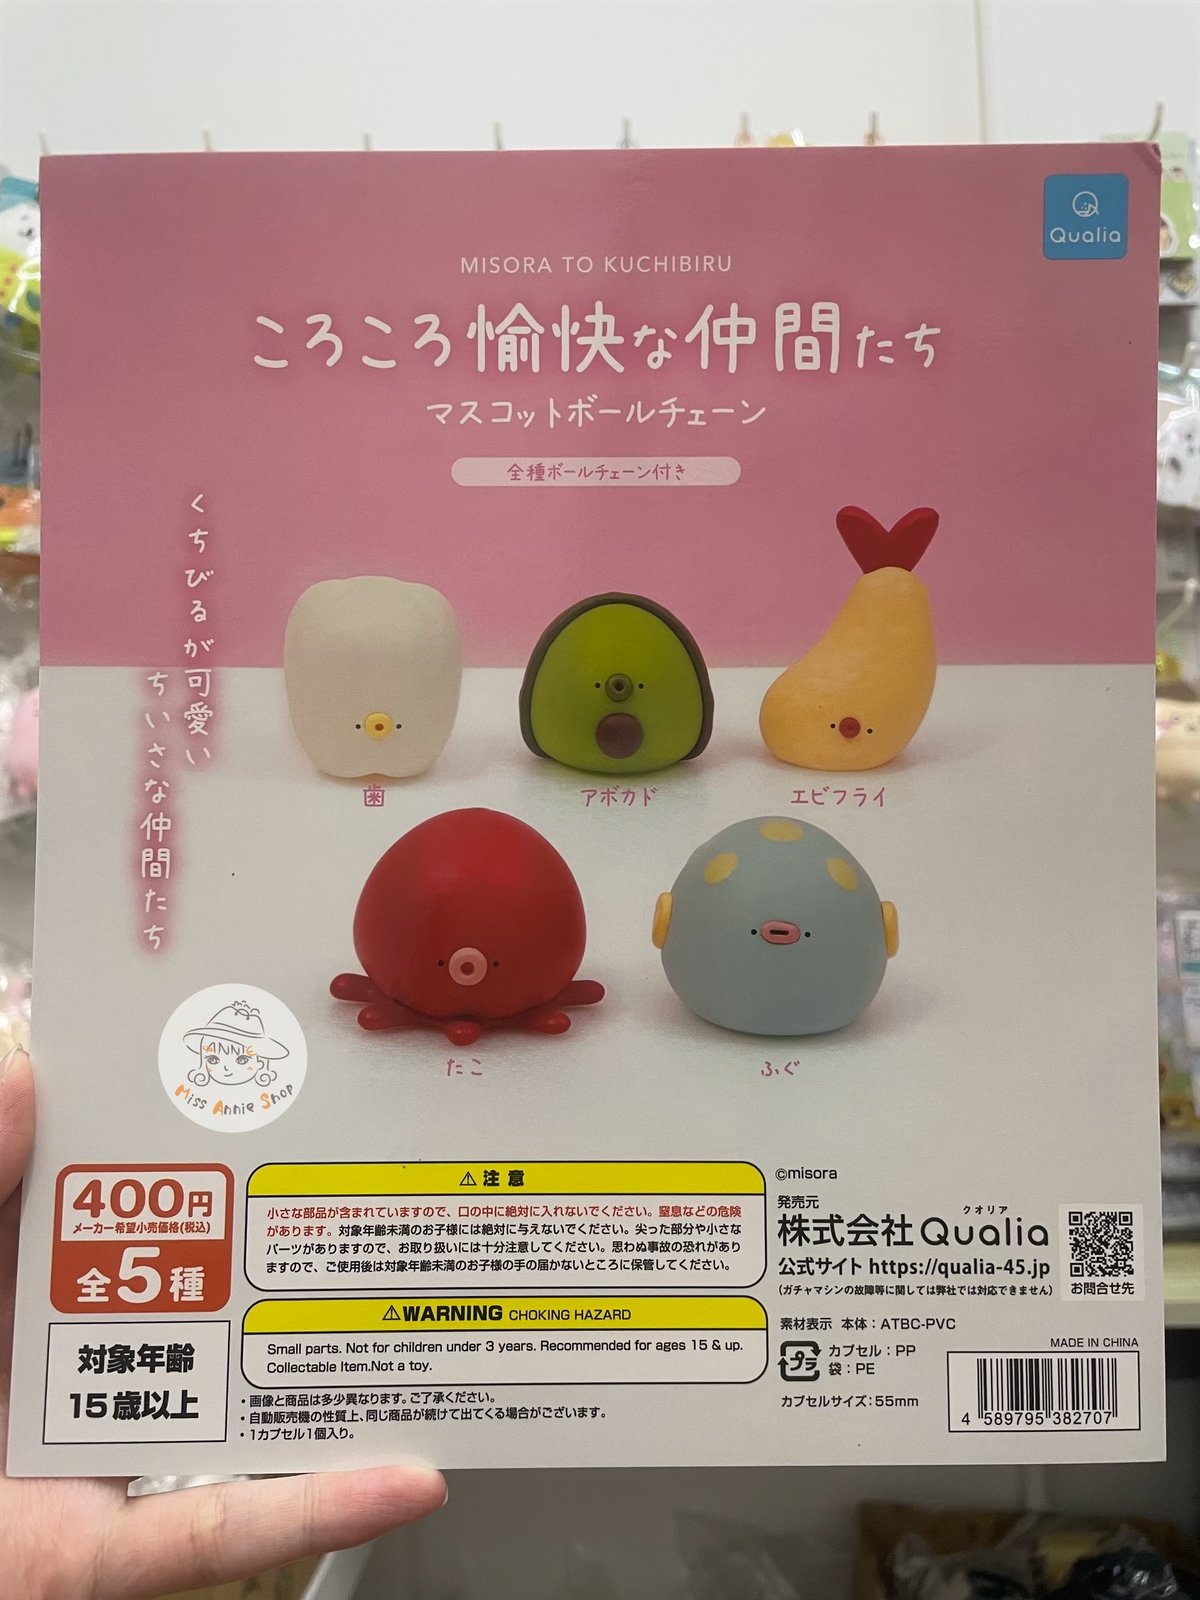 Qualia
MISORA TO KUCHIBIRU
ころころ愉快な仲間たち
マスコットボールチェーン
全種ボールチェーン付き
くちびるが可愛い
ちいさな仲間たち
歯
アボカド
エビフライ
たこ
ふぐ
ANNIE
Miss Annie Shop
400円
メーカー希望小売価格(税込)
全5種
対象年齢
15歳以上
⚠注意
小さな部品が含まれていますので、口の中に絶対に入れないでください。窒息などの危険
があります。対象年齢未満のお子様には絶対に与えないでください。尖った部分や小さな
パーツがありますので、お取り扱いには十分注意してください。思わぬ事故の恐れがあり
ますので、ご使用後は対象年齢未満のお子様の手の届かないところに保管してください。
⚠WARNING CHOKING HAZARD
Small parts. Not for children under 3 years. Recommended for ages 15 & up.
Collectable Item.Not a toy.
・画像と商品は多少異なります。ご了承ください。
・自動販売機の性質上、同じ商品が続けて出てくる場合がございます。
・1カプセル1個入り。
©misora
発売元
クオリア
株式会社Qualia
公式サイト https://qualia-45.jp
(ガチャマシンの故障等に関しては弊社では対応できません)
お問合せ先
素材表示 本体：ATBC-PVC
プラ
カプセル：PP
袋：PE
カプセルサイズ：55mm
MADE IN CHINA
4 589795 382707